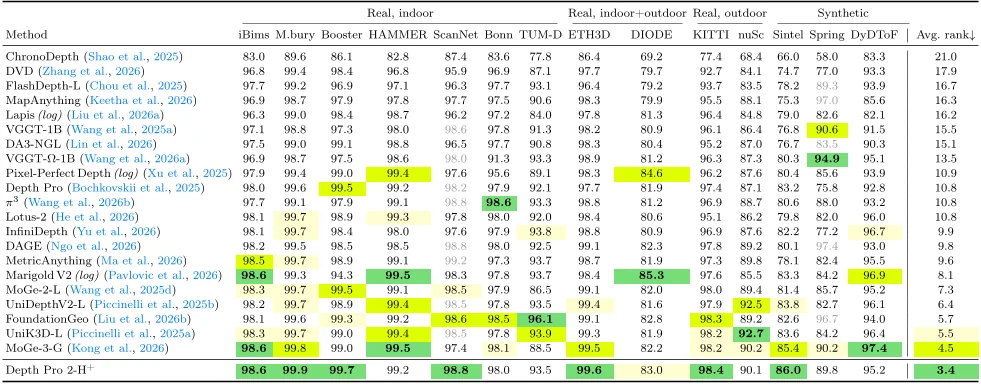 Real, indoor Real, indoor+outdoor Real, outdoor Synthetic
Method iBims M.bury Booster HAMMER ScanNet Bonn TUM-D ETH3D DIODE KITTI nuSc Sintel Spring DyDToF Avg. rank↓
ChronoDepth (Shao et al., 2025) 83.0 89.6 86.1 82.8 87.4 83.6 77.8 86.4 69.2 77.4 68.4 66.0 58.0 83.3 21.0
DVD (Zhang et al., 2026) 96.8 99.4 98.4 96.8 95.9 96.9 87.1 97.7 79.7 92.7 84.1 74.7 77.0 93.3 17.9
FlashDepth-L (Chou et al., 2025) 97.7 99.2 96.9 97.1 96.3 97.7 93.1 96.4 79.2 93.7 83.5 78.2 89.3 93.9 16.7
MapAnything (Keetha et al., 2026) 96.9 98.7 97.9 97.8 97.7 97.5 90.6 98.3 79.9 95.5 88.1 75.3 97.0 85.6 16.3
Lapis (log) (Liu et al., 2026a) 96.3 99.0 98.4 98.7 96.2 97.2 84.0 97.8 81.3 96.4 84.8 79.0 82.6 82.1 16.2
VGGT-1B (Wang et al., 2025a) 97.1 98.8 97.3 98.0 98.6 97.8 91.3 98.2 80.9 96.1 86.4 76.8 90.6 91.5 15.5
DA3-NGL (Lin et al., 2026) 97.5 99.0 99.1 98.8 96.5 97.7 90.8 98.3 80.4 95.2 87.0 76.7 83.5 90.3 15.1
VGGT-Ω-1B (Wang et al., 2026a) 96.9 98.7 97.5 98.6 98.0 91.3 93.3 98.9 81.2 96.3 87.3 80.3 94.9 95.1 13.5
Pixel-Perfect Depth (log) (Xu et al., 2025) 97.9 99.4 99.0 99.4 97.6 95.6 89.1 98.3 84.6 96.2 87.6 80.4 85.6 93.9 10.9
Depth Pro (Bochkovskii et al., 2025) 98.0 99.6 99.5 99.2 98.2 97.9 92.1 97.7 81.9 97.4 87.1 83.2 75.8 92.8 10.8
π³ (Wang et al., 2026b) 97.7 99.1 97.9 99.1 98.8 98.6 93.3 98.8 81.2 96.9 88.7 80.6 88.0 93.2 10.8
Lotus-2 (He et al., 2026) 98.1 99.7 98.9 99.3 97.8 98.0 92.0 98.4 80.6 95.1 86.2 79.8 82.0 96.0 10.8
InfiniDepth (Yu et al., 2026) 98.1 99.7 98.4 98.0 97.6 97.9 93.8 98.8 80.9 96.9 87.6 82.2 77.2 96.7 9.9
DAGE (Ngo et al., 2026) 98.2 99.5 98.5 98.5 98.8 98.0 92.5 99.1 82.3 97.8 89.2 80.1 97.4 93.0 9.8
MetricAnything (Ma et al., 2026) 98.5 99.7 98.9 99.1 99.2 97.3 93.7 98.7 81.9 97.3 89.8 78.1 82.4 95.5 9.6
Marigold V2 (log) (Pavlovic et al., 2026) 98.6 99.3 94.3 99.5 98.3 97.8 93.7 98.4 85.3 97.6 85.5 83.3 84.2 96.9 8.1
MoGe-2-L (Wang et al., 2025d) 98.3 99.7 99.5 99.1 98.5 97.9 86.5 99.1 82.0 98.0 89.4 81.4 85.7 95.2 7.3
UniDepthV2-L (Piccinelli et al., 2025b) 98.2 99.7 98.9 99.4 98.5 97.8 93.5 99.4 81.6 97.9 92.5 83.8 82.7 96.1 6.4
FoundationGeo (Liu et al., 2026b) 98.1 99.6 99.3 99.2 98.6 98.5 96.1 99.1 82.8 98.3 89.2 82.6 96.7 94.0 5.7
UniK3D-L (Piccinelli et al., 2025a) 98.3 99.7 99.0 99.4 98.5 97.8 93.9 99.3 81.9 98.2 92.7 83.6 84.2 96.4 5.5
MoGe-3-G (Kong et al., 2026) 98.6 99.8 99.0 99.5 97.4 98.1 88.5 99.5 82.2 98.2 90.2 85.4 90.2 97.4 4.5
Depth Pro 2-H⁺ 98.6 99.9 99.7 99.2 98.8 98.0 93.5 99.6 83.0 98.4 90.1 86.0 89.8 95.2 3.4